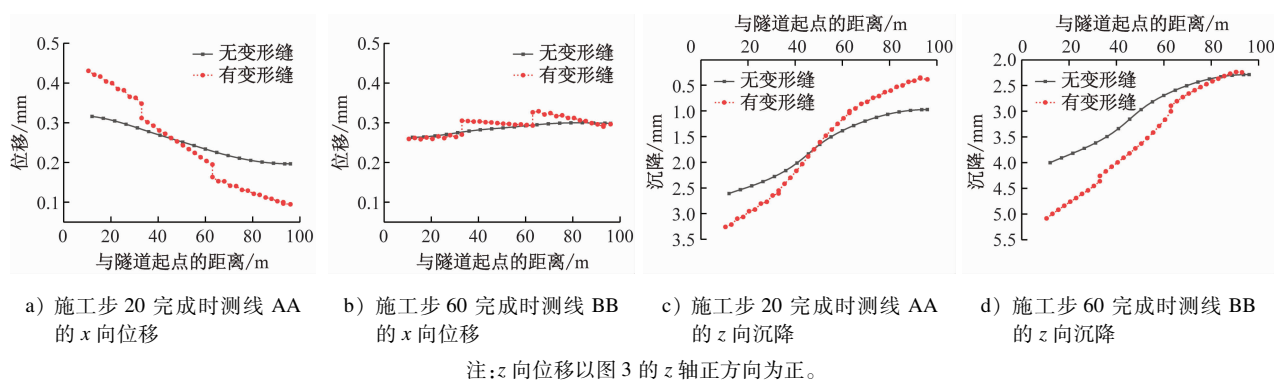 0.5
0.4
0.3
0.2
0.1
位移/mm
无变形缝
有变形缝
0 20 40 60 80 100
与隧道起点的距离/m
a) 施工步 20 完成时测线 AA
的 x 向位移
0.5
0.4
0.3
0.2
0.1
位移/mm
无变形缝
有变形缝
0 20 40 60 80 100
与隧道起点的距离/m
b) 施工步 60 完成时测线 BB
的 x 向位移
与隧道起点的距离/m
0 20 40 60 80 100
0.5
1.0
1.5
2.0
2.5
3.0
3.5
沉降/mm
无变形缝
有变形缝
c) 施工步 20 完成时测线 AA
的 z 向沉降
与隧道起点的距离/m
0 20 40 60 80 100
2.0
2.5
3.0
3.5
4.0
4.5
5.0
5.5
沉降/mm
无变形缝
有变形缝
d) 施工步 60 完成时测线 BB
的 z 向沉降
注:z 向位移以图 3 的 z 轴正方向为正。